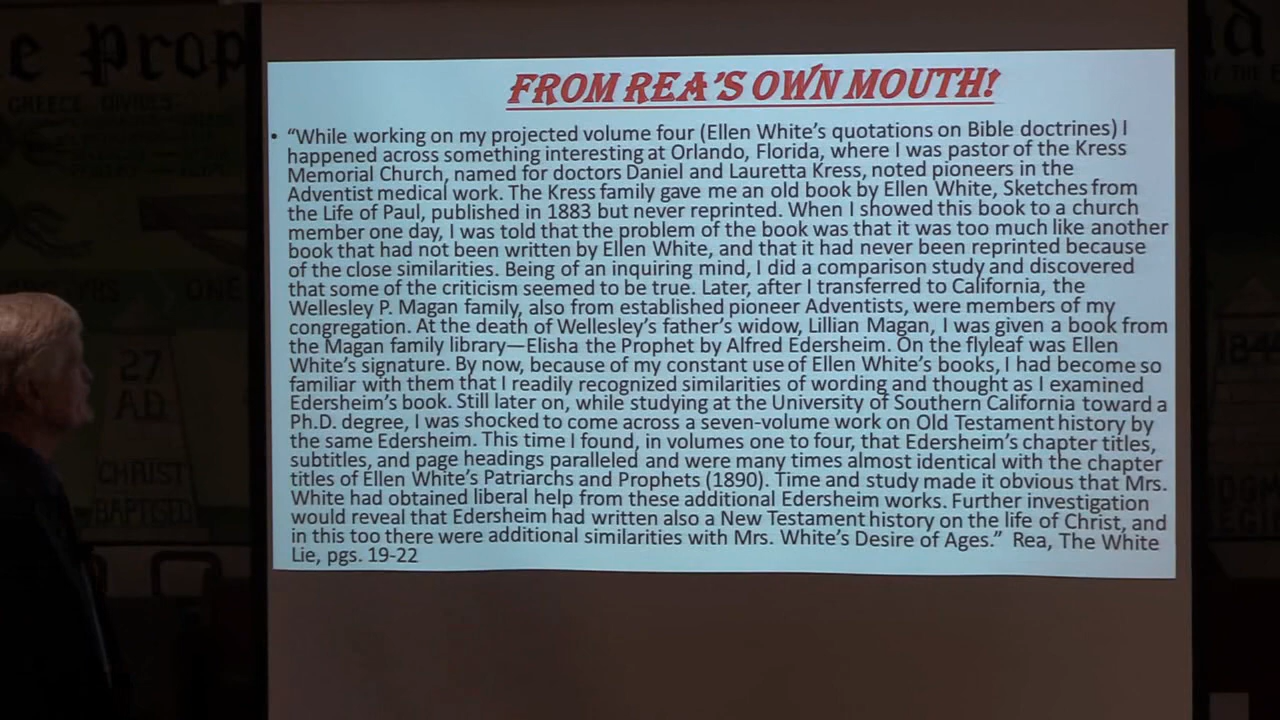 e Prop
GREECE DIVIDES
FROM REA'S OWN MOUTH!
• "While working on my projected volume four (Ellen White's quotations on Bible doctrines) I
happened across something interesting at Orlando, Florida, where I was pastor of the Kress
Memorial Church, named for doctors Daniel and Lauretta Kress, noted pioneers in the
Adventist medical work. The Kress family gave me an old book by Ellen White, Sketches from
the Life of Paul, published in 1883 but never reprinted. When I showed this book to a church
member one day, I was told that the problem of the book was that it was too much like another
book that had not been written by Ellen White, and that it had never been reprinted because
of the close similarities. Being of an inquiring mind, I did a comparison study and discovered
that some of the criticism seemed to be true. Later, after I transferred to California, the
Wellesley P. Magan family, also from established pioneer Adventists, were members of my
congregation. At the death of Wellesley's father's widow, Lillian Magan, I was given a book from
the Magan family library—Elisha the Prophet by Alfred Edersheim. On the flyleaf was Ellen
White's signature. By now, because of my constant use of Ellen White's books, I had become so
familiar with them that I readily recognized similarities of wording and thought as I examined
Edersheim's book. Still later on, while studying at the University of Southern California toward a
Ph.D. degree, I was shocked to come across a seven-volume work on Old Testament history by
the same Edersheim. This time I found, in volumes one to four, that Edersheim's chapter titles,
subtitles, and page headings paralleled and were many times almost identical with the chapter
titles of Ellen White's Patriarchs and Prophets (1890). Time and study made it obvious that Mrs.
White had obtained liberal help from these additional Edersheim works. Further investigation
would reveal that Edersheim had written also a New Testament history on the life of Christ, and
in this too there were additional similarities with Mrs. White's Desire of Ages." Rea, The White
Lie, pgs. 19-22
ONE
27
AD
CHRIST
BAPTISED